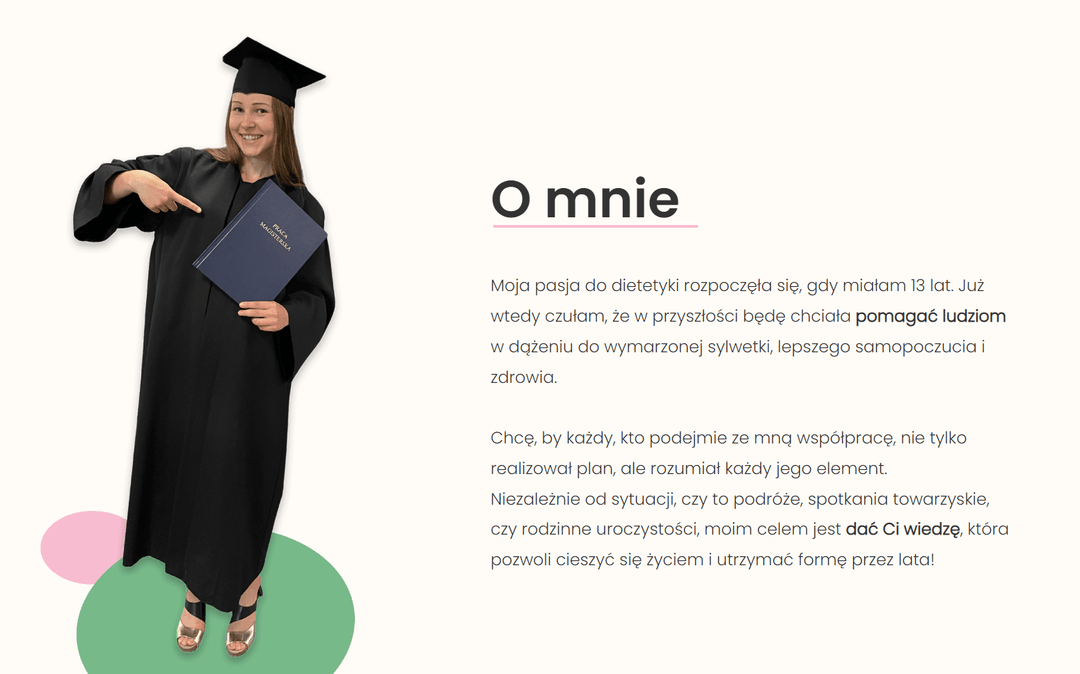 PRACA
MAGISTERSKA
O mnie
Moja pasja do dietetyki rozpoczęła się, gdy miałam 13 lat. Już
wtedy czułam, że w przyszłości będę chciała pomagać ludziom
w dążeniu do wymarzonej sylwetki, lepszego samopoczucia i
zdrowia.
Chcę, by każdy, kto podejmie ze mną współpracę, nie tylko
realizował plan, ale rozumiał każdy jego element.
Niezależnie od sytuacji, czy to podróże, spotkania towarzyskie,
czy rodzinne uroczystości, moim celem jest dać Ci wiedzę, która
pozwoli cieszyć się życiem i utrzymać formę przez lata!